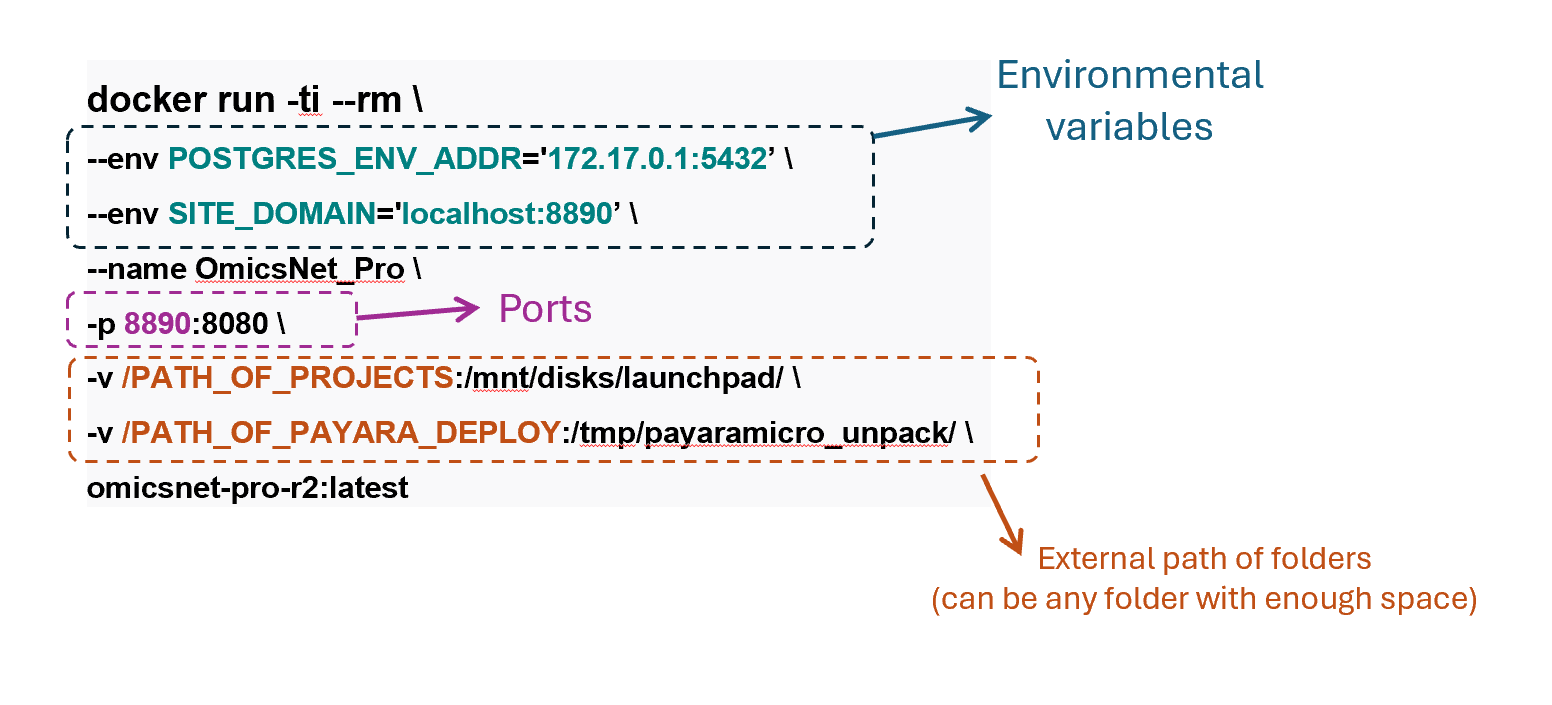 docker run -ti --rm \
Environmental
variables
--env POSTGRES_ENV_ADDR='172.17.0.1:5432’ \
--env SITE_DOMAIN='localhost:8890’ \
--name OmicsNet_Pro \
Ports
-p 8890:8080 \
-v /PATH_OF_PROJECTS:/mnt/disks/launchpad/ \
-v /PATH_OF_PAYARA_DEPLOY:/tmp/payaramicro_unpack/ \
omicsnet-pro-r2:latest
External path of folders
(can be any folder with enough space)